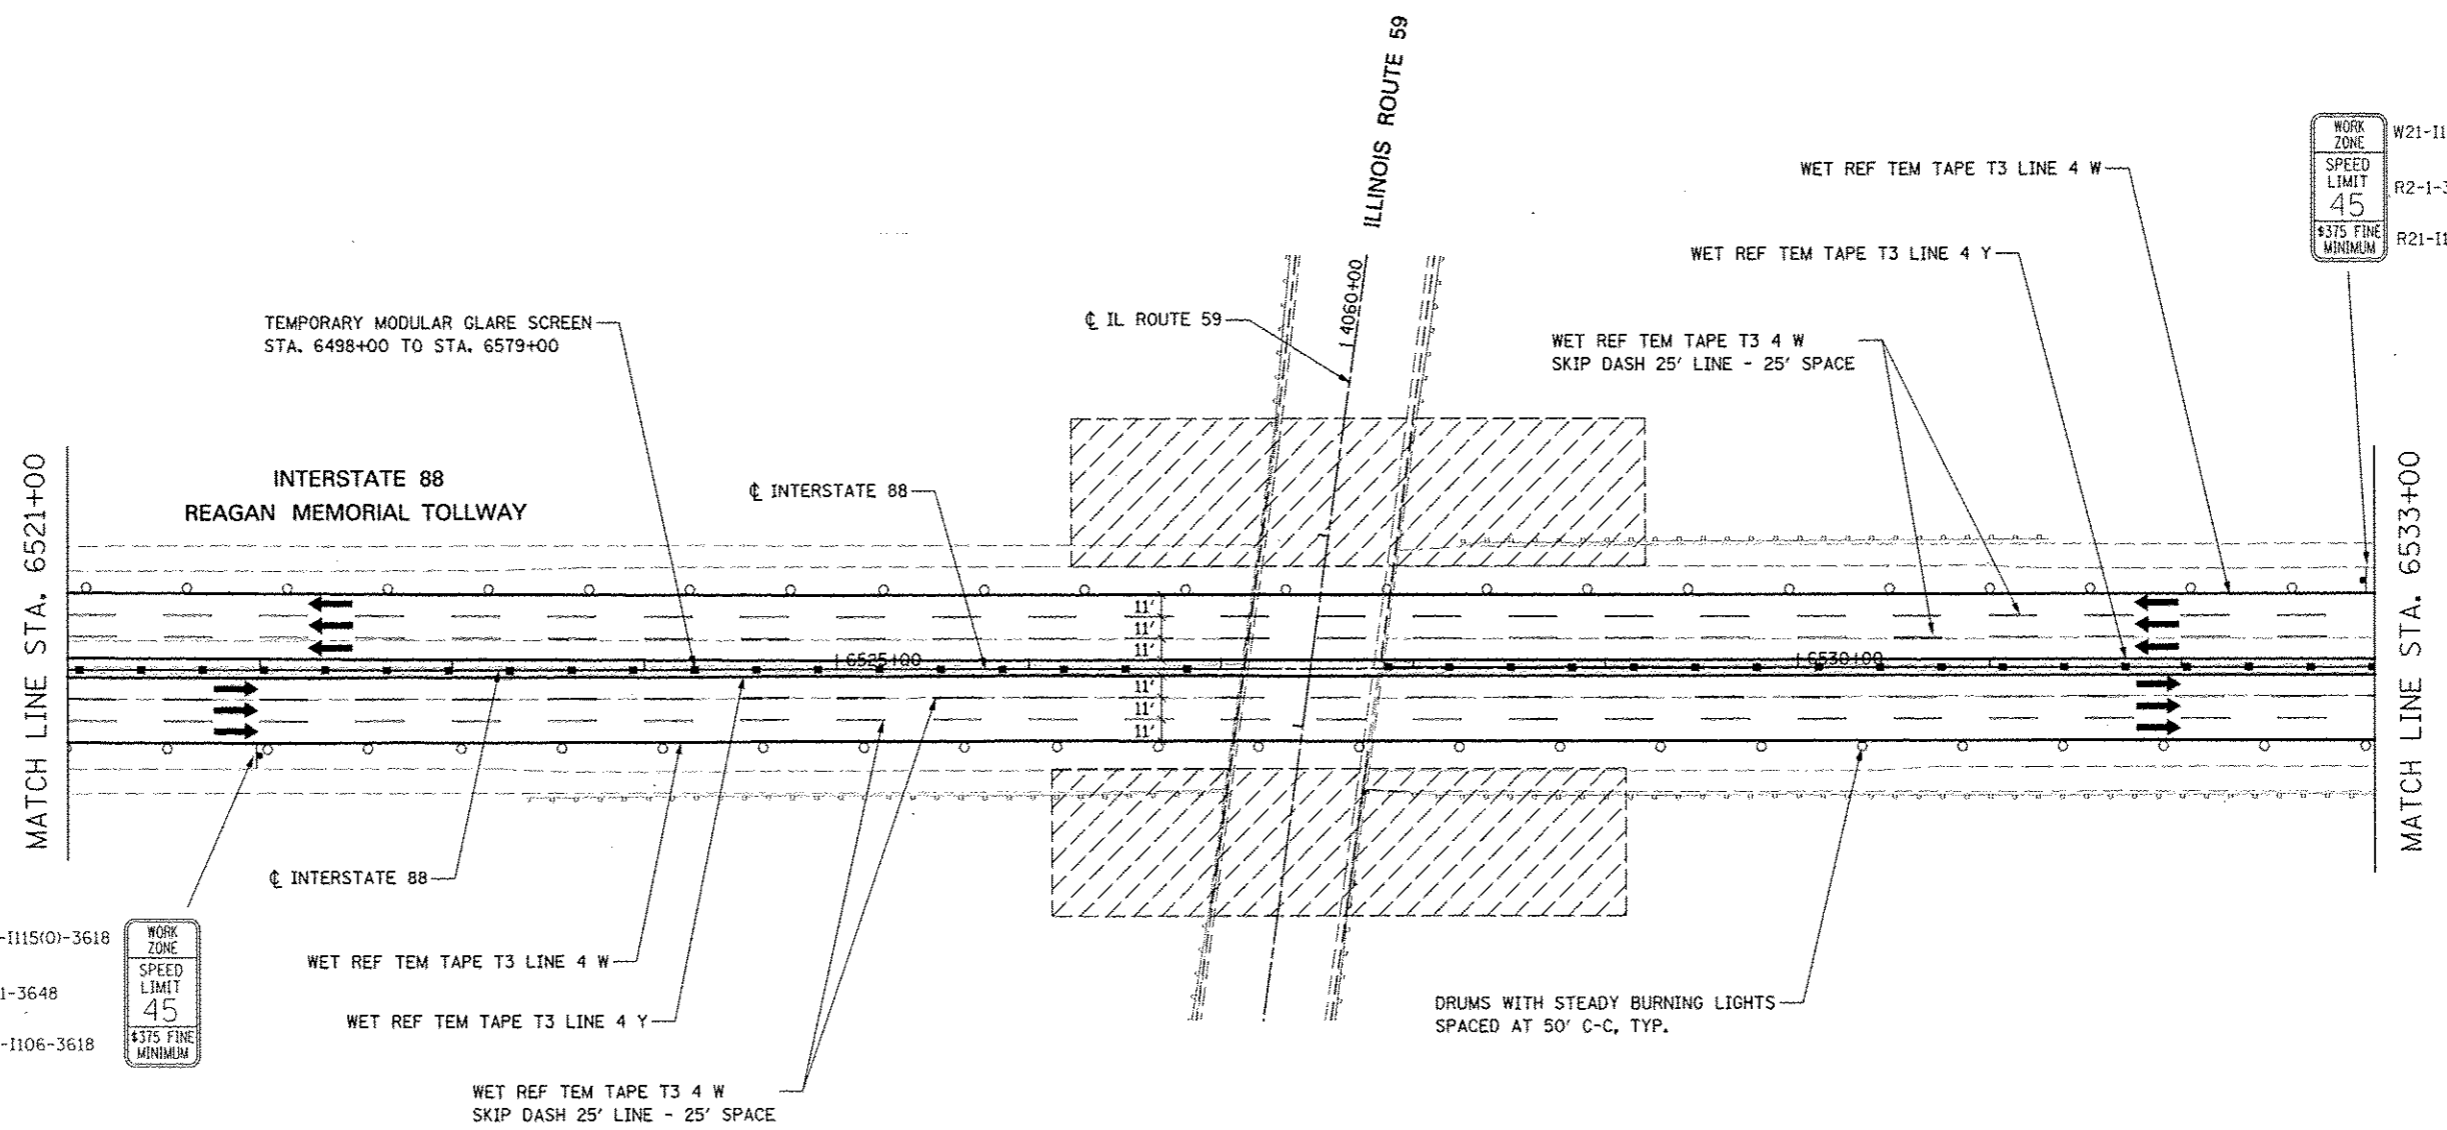 ILLINOIS ROUTE 59
WORK
ZONE
SPEED
LIMIT
45
$375 FINE
MINIMUM
W21-I1
R2-1-3
R21-I1
WET REF TEM TAPE T3 LINE 4 W
WET REF TEM TAPE T3 LINE 4 Y
4060+00
TEMPORARY MODULAR GLARE SCREEN
STA. 6498+00 TO STA. 6579+00
℄ IL ROUTE 59
WET REF TEM TAPE T3 4 W
SKIP DASH 25' LINE - 25' SPACE
MATCH LINE STA. 6521+00
INTERSTATE 88
REAGAN MEMORIAL TOLLWAY
℄ INTERSTATE 88
MATCH LINE STA. 6533+00
11'
11'
11'
6525+00
6530+00
11'
11'
11'
℄ INTERSTATE 88
-I115(0)-3618
1-3648
-I106-3618
WORK
ZONE
SPEED
LIMIT
45
$375 FINE
MINIMUM
WET REF TEM TAPE T3 LINE 4 W
WET REF TEM TAPE T3 LINE 4 Y
WET REF TEM TAPE T3 4 W
SKIP DASH 25' LINE - 25' SPACE
DRUMS WITH STEADY BURNING LIGHTS
SPACED AT 50' C-C, TYP.